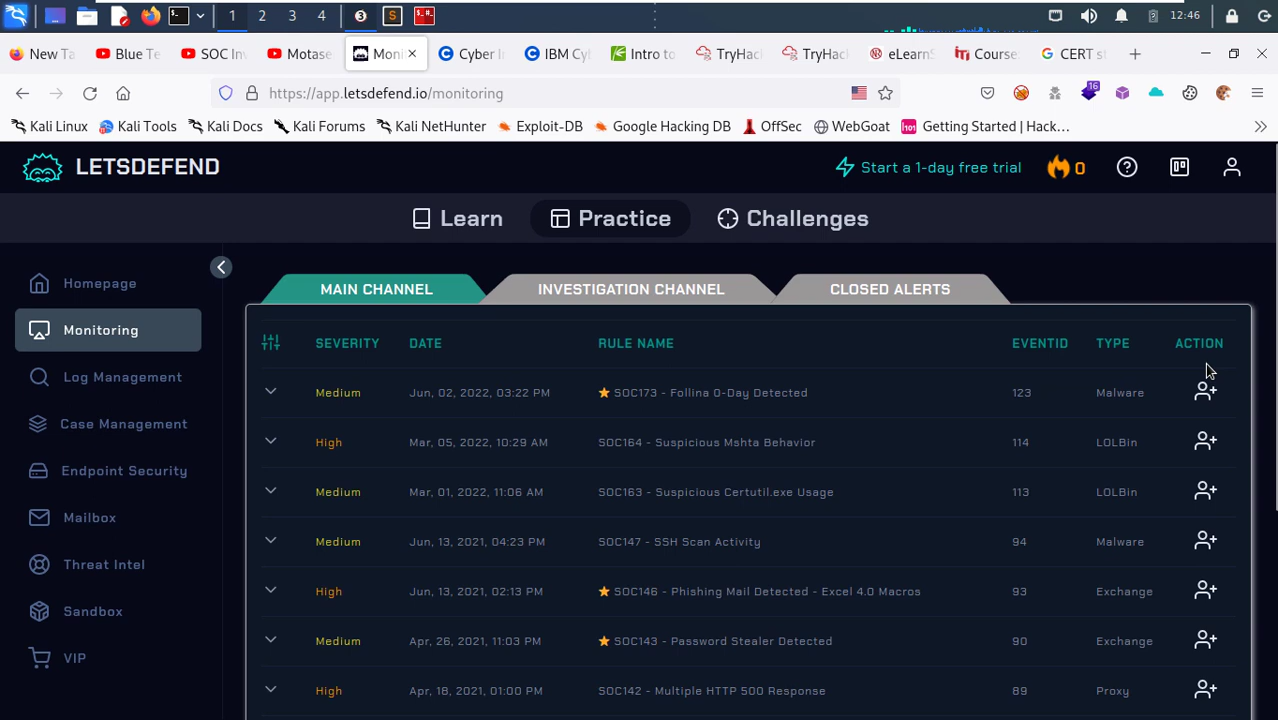 1 2 3 4 3 S 12:46 G
New Ta Blue Te SOC Inv Motase Moni Cyber I IBM Cy Intro to TryHac TryHac eLearnS Course: CERT st
https://app.letsdefend.io/monitoring 16
Kali Linux Kali Tools Kali Docs Kali Forums Kali NetHunter Exploit-DB Google Hacking DB OffSec WebGoat 101 Getting Started | Hack…
LETSDEFEND Start a 1-day free trial 0
Learn Practice Challenges
Homepage
Monitoring
Log Management
Case Management
Endpoint Security
Mailbox
Threat Intel
Sandbox
VIP
MAIN CHANNEL INVESTIGATION CHANNEL CLOSED ALERTS
SEVERITY DATE RULE NAME EVENTID TYPE ACTION
Medium Jun, 02, 2022, 03:22 PM SOC173 - Follina 0-Day Detected 123 Malware
High Mar, 05, 2022, 10:29 AM SOC164 - Suspicious Mshta Behavior 114 LOLBin
Medium Mar, 01, 2022, 11:06 AM SOC163 - Suspicious Certutil.exe Usage 113 LOLBin
Medium Jun, 13, 2021, 04:23 PM SOC147 - SSH Scan Activity 94 Malware
High Jun, 13, 2021, 02:13 PM SOC146 - Phishing Mail Detected - Excel 4.0 Macros 93 Exchange
Medium Apr, 26, 2021, 11:03 PM SOC143 - Password Stealer Detected 90 Exchange
High Apr, 18, 2021, 01:00 PM SOC142 - Multiple HTTP 500 Response 89 Proxy